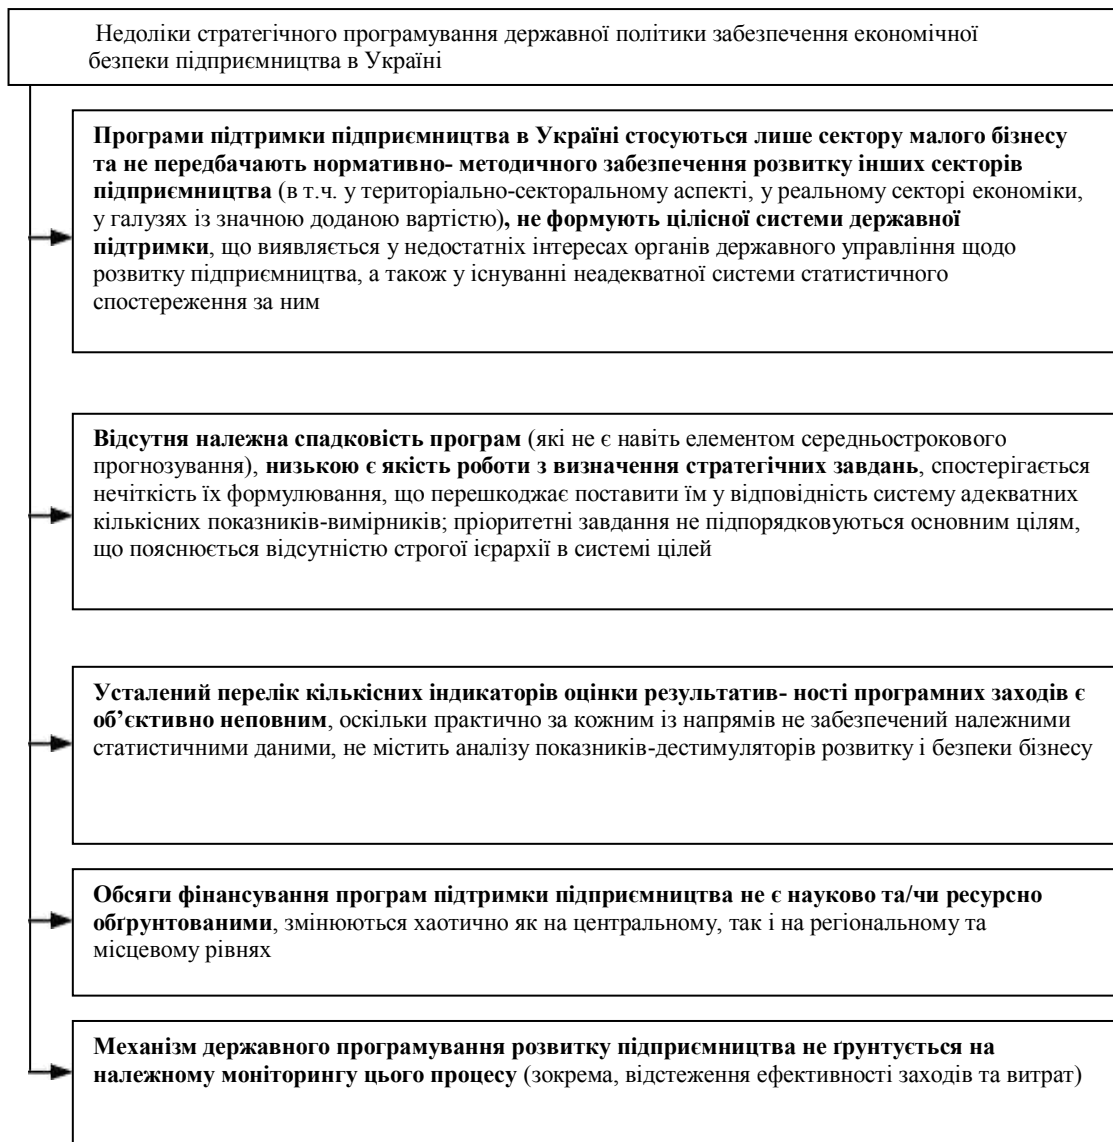 Недоліки стратегічного програмування державної політики забезпечення економічної
безпеки підприємництва в Україні
Програми підтримки підприємництва в Україні стосуються лише сектору малого бізнесу
та не передбачають нормативно- методичного забезпечення розвитку інших секторів
підприємництва (в т.ч. у територіально-секторальному аспекті, у реальному секторі економіки,
у галузях із значною доданою вартістю), не формують цілісної системи державної
підтримки, що виявляється у недостатніх інтересах органів державного управління щодо
розвитку підприємництва, а також у існуванні неадекватної системи статистичного
спостереження за ним
Відсутня належна спадковість програм (які не є навіть елементом середньострокового
прогнозування), низькою є якість роботи з визначення стратегічних завдань, спостерігається
нечіткість їх формулювання, що перешкоджає поставити їм у відповідність систему адекватних
кількісних показників-вимірників; пріоритетні завдання не підпорядковуються основним цілям,
що пояснюється відсутністю строгої ієрархії в системі цілей
Усталений перелік кількісних індикаторів оцінки результатив- ності програмних заходів є
об’єктивно неповним, оскільки практично за кожним із напрямів не забезпечений належними
статистичними даними, не містить аналізу показників-дестимуляторів розвитку і безпеки бізнесу
Обсяги фінансування програм підтримки підприємництва не є науково та/чи ресурсно
обґрунтованими, змінюються хаотично як на центральному, так і на регіональному та
місцевому рівнях
Механізм державного програмування розвитку підприємництва не ґрунтується на
належному моніторингу цього процесу (зокрема, відстеження ефективності заходів та витрат)